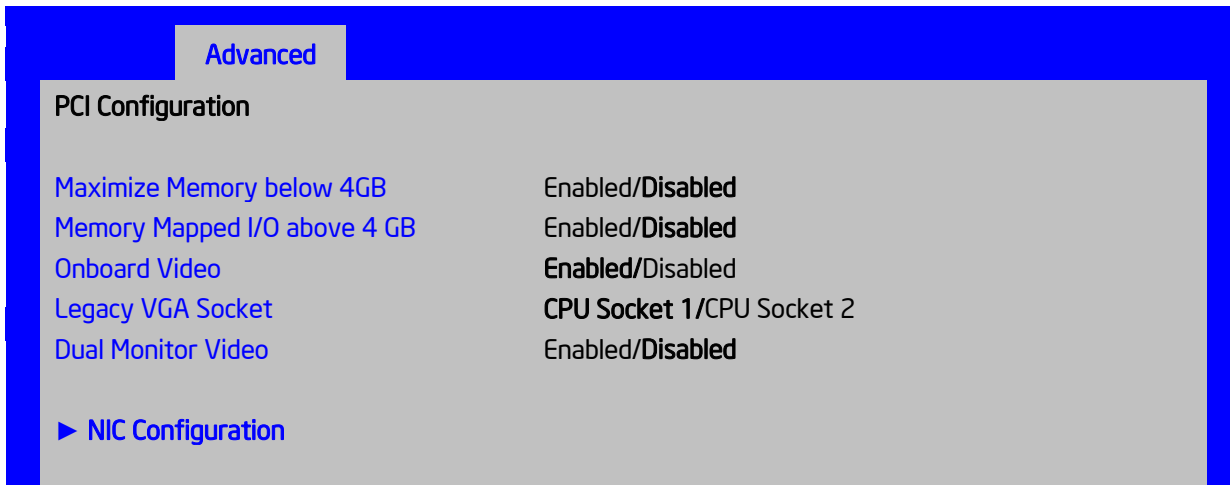 Advanced
PCI Configuration
Maximize Memory below 4GB Enabled/Disabled
Memory Mapped I/O above 4 GB Enabled/Disabled
Onboard Video Enabled/Disabled
Legacy VGA Socket CPU Socket 1/CPU Socket 2
Dual Monitor Video Enabled/Disabled
► NIC Configuration